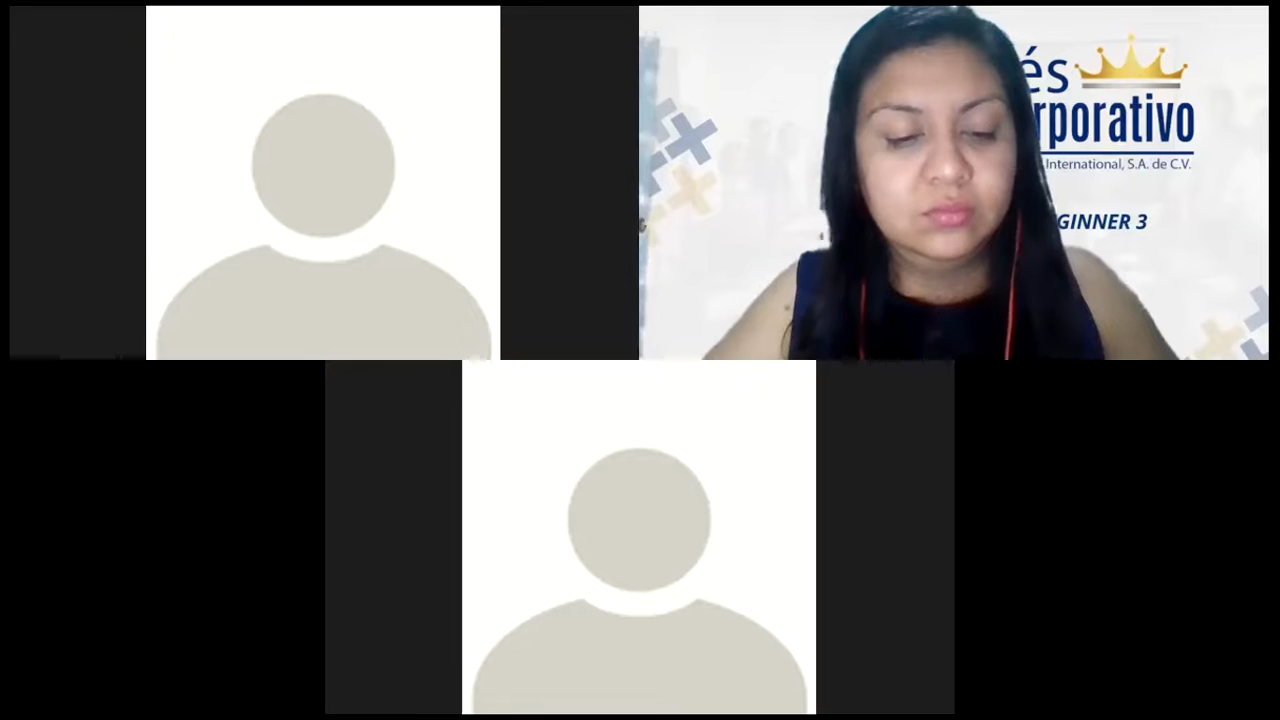 és
rporativo
International, S.A. de C.V.
GINNER 3